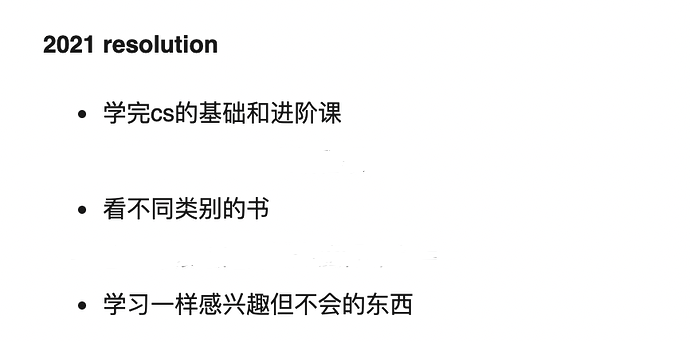 2021 resolution
• 学完cs的基础和进阶课
• 看不同类别的书
• 学习一样感兴趣但不会的东西